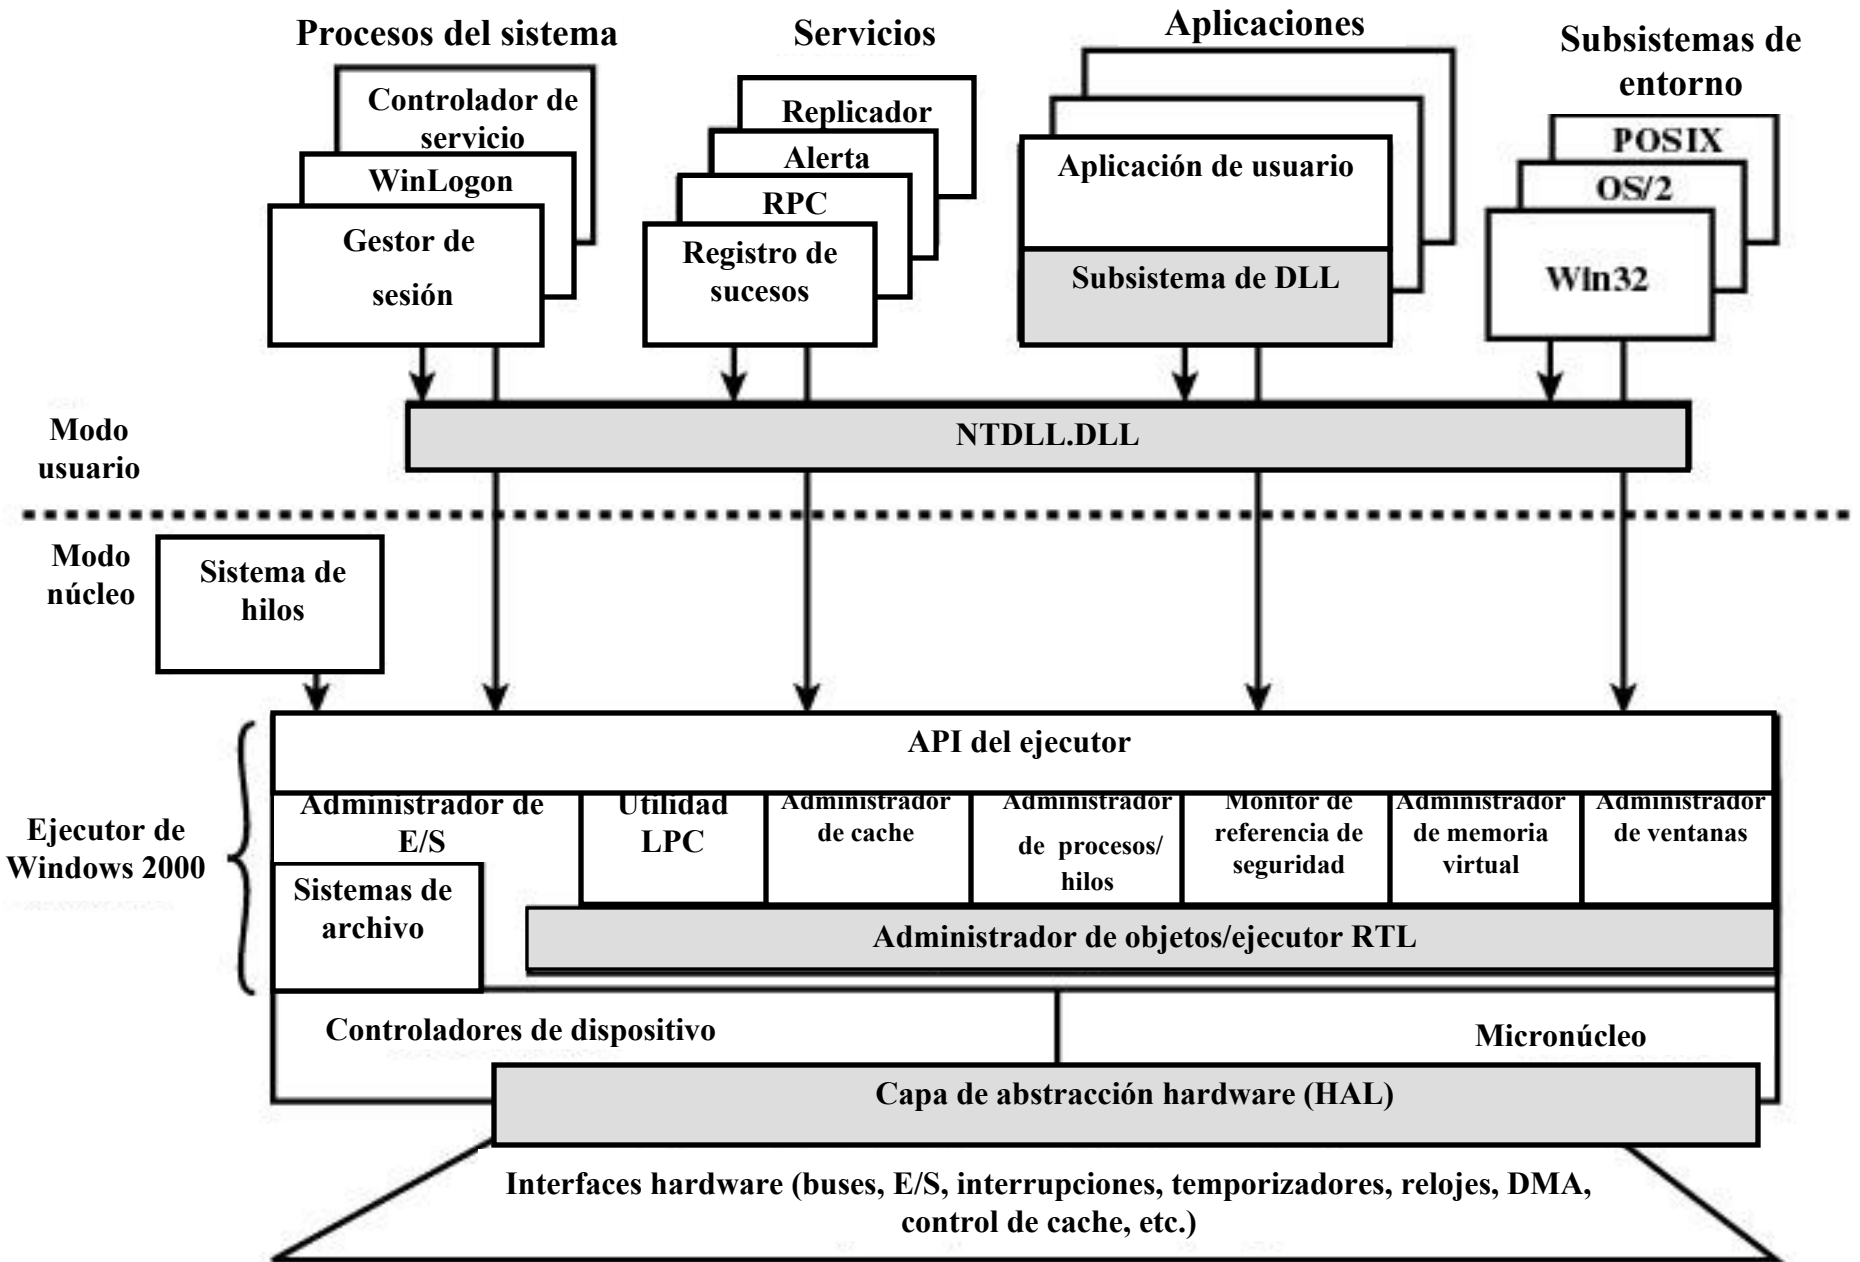 Procesos del sistema
Servicios
Aplicaciones
Subsistemas de
entorno
Controlador de
servicio
WinLogon
Gestor de
sesión
Replicador
Alerta
RPC
Registro de
sucesos
Aplicación de usuario
Subsistema de DLL
POSIX
OS/2
Win32
Modo
usuario
NTDLL.DLL
Modo
núcleo
Sistema de
hilos
Ejecutor de
Windows 2000
API del ejecutor
Administrador de
E/S
Utilidad
LPC
Administrador
de cache
Administrador
de procesos/
hilos
Monitor de
referencia de
seguridad
Administrador
de memoria
virtual
Administrador
de ventanas
Sistemas de
archivo
Administrador de objetos/ejecutor RTL
Controladores de dispositivo
Micronúcleo
Capa de abstracción hardware (HAL)
Interfaces hardware (buses, E/S, interrupciones, temporizadores, relojes, DMA,
control de cache, etc.)